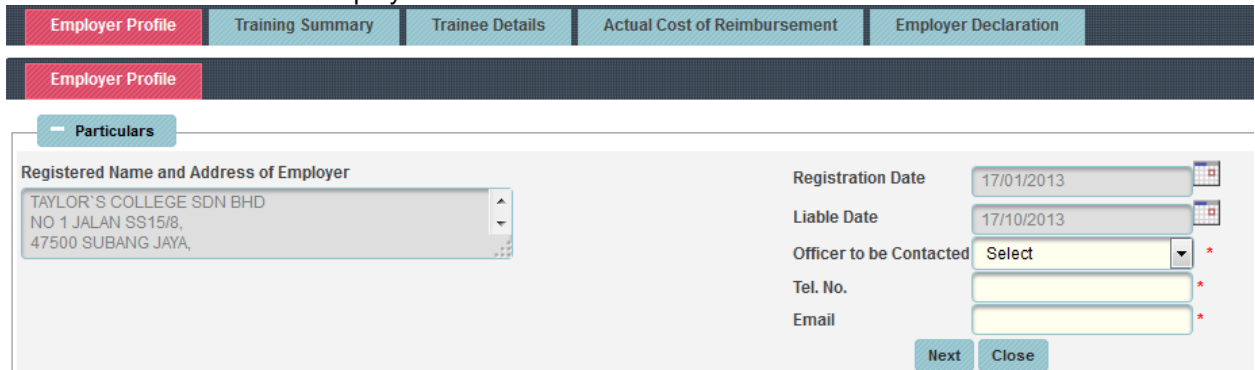 Employer Profile Training Summary Trainee Details Actual Cost of Reimbursement Employer Declaration
Employer Profile
Particulars
Registered Name and Address of Employer
TAYLOR`S COLLEGE SDN BHD
NO 1 JALAN SS15/8,
47500 SUBANG JAYA,
Registration Date 17/01/2013
Liable Date 17/10/2013
Officer to be Contacted Select *
Tel. No. *
Email *
Next Close